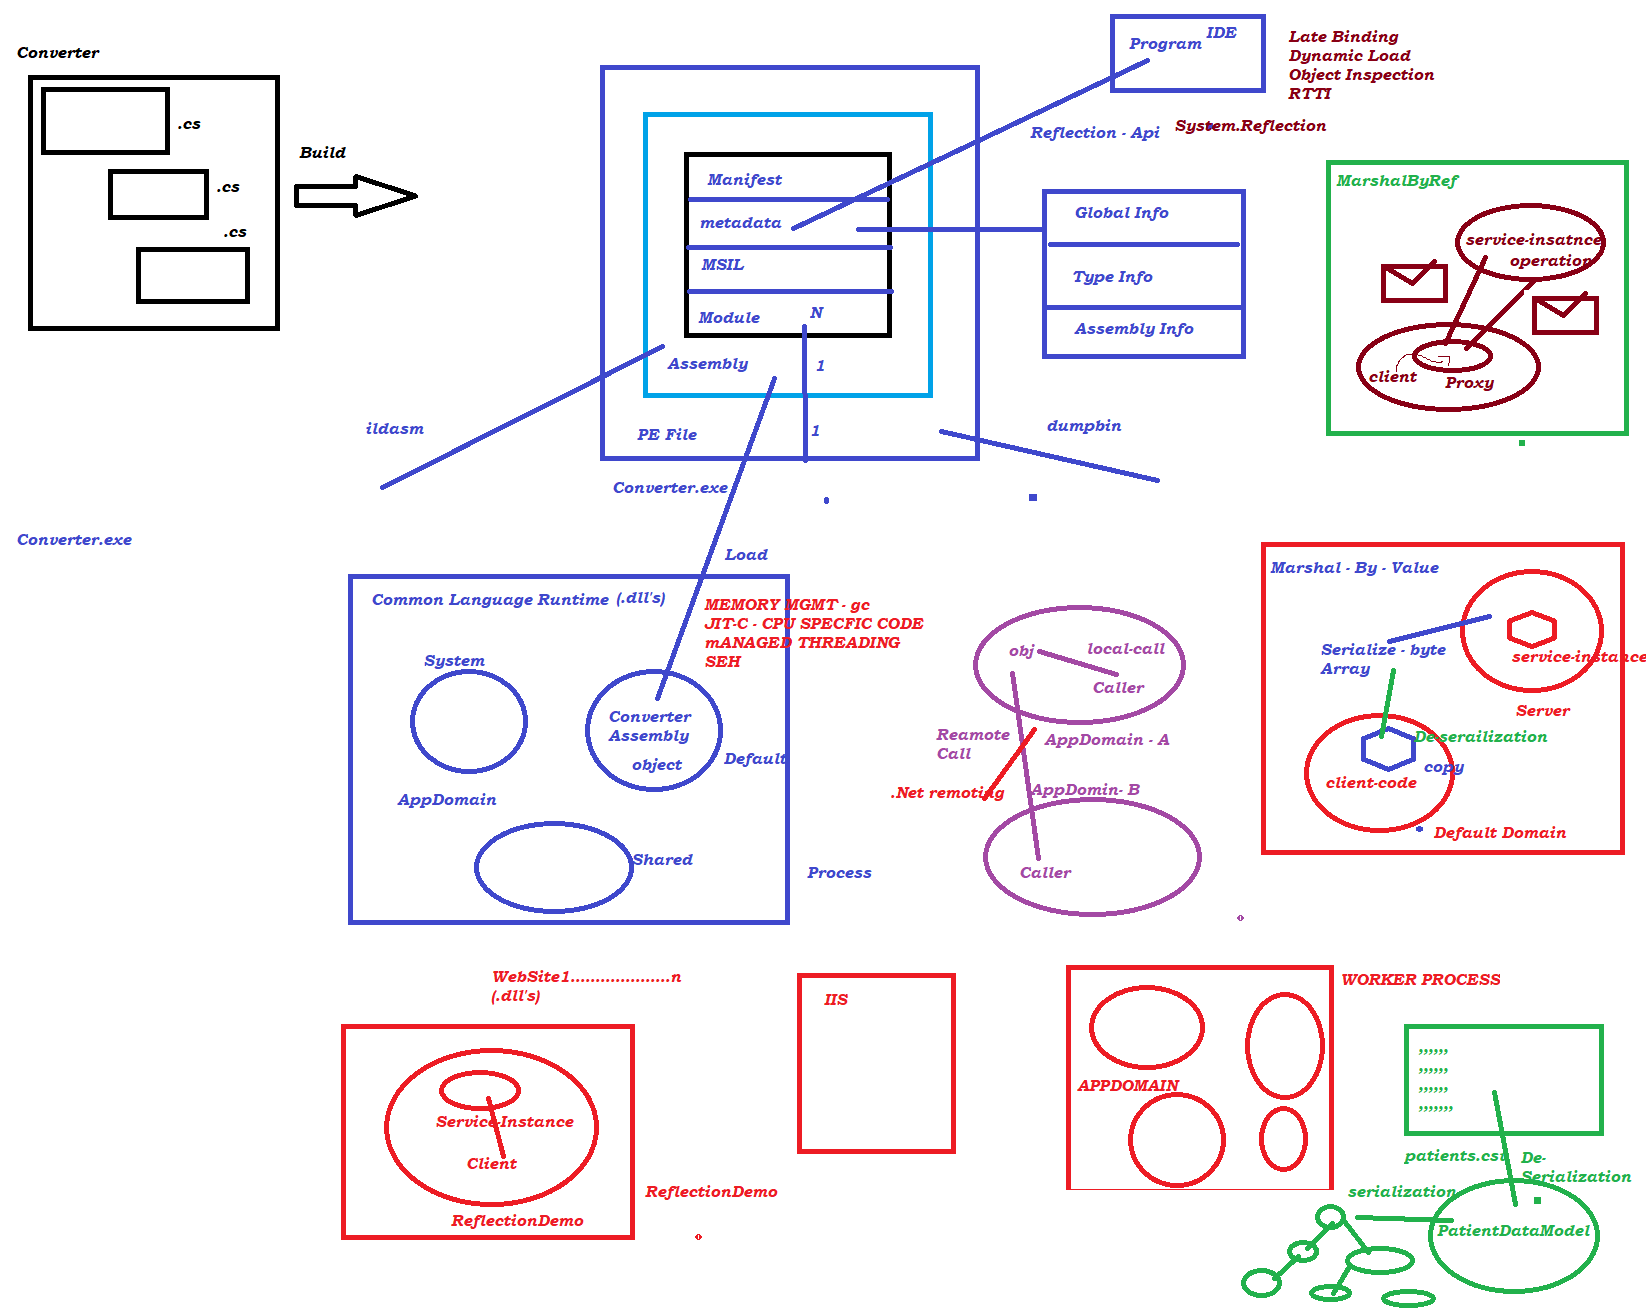 Converter
.cs
.cs
.cs
Build
Manifest
metadata
MSIL
Module
N
Assembly
1
PE File
1
Converter.exe
ildasm
dumpbin
Program
IDE
Late Binding
Dynamic Load
Object Inspection
RTTI
Reflection - Api
System.Reflection
Global Info
Type Info
Assembly Info
MarshalByRef
service-insatnce
operation
client
Proxy
Converter.exe
Load
Common Language Runtime (.dll's)
MEMORY MGMT - gc
JIT-C - CPU SPECFIC CODE
mANAGED THREADING
SEH
System
Converter
Assembly
object
Default
AppDomain
Shared
Process
obj
local-call
Caller
Reamote
Call
AppDomain - A
.Net remoting
AppDomin- B
Caller
Marshal - By - Value
Serialize - byte
Array
service-instance
Server
De-serailization
copy
client-code
Default Domain
WebSite1....................n
(.dll's)
Service-Instance
Client
ReflectionDemo
ReflectionDemo
IIS
WORKER PROCESS
APPDOMAIN
,,,,,,
,,,,,,
,,,,,,
,,,,,,,
patients.csv
De-
Serialization
serialization
PatientDataModel